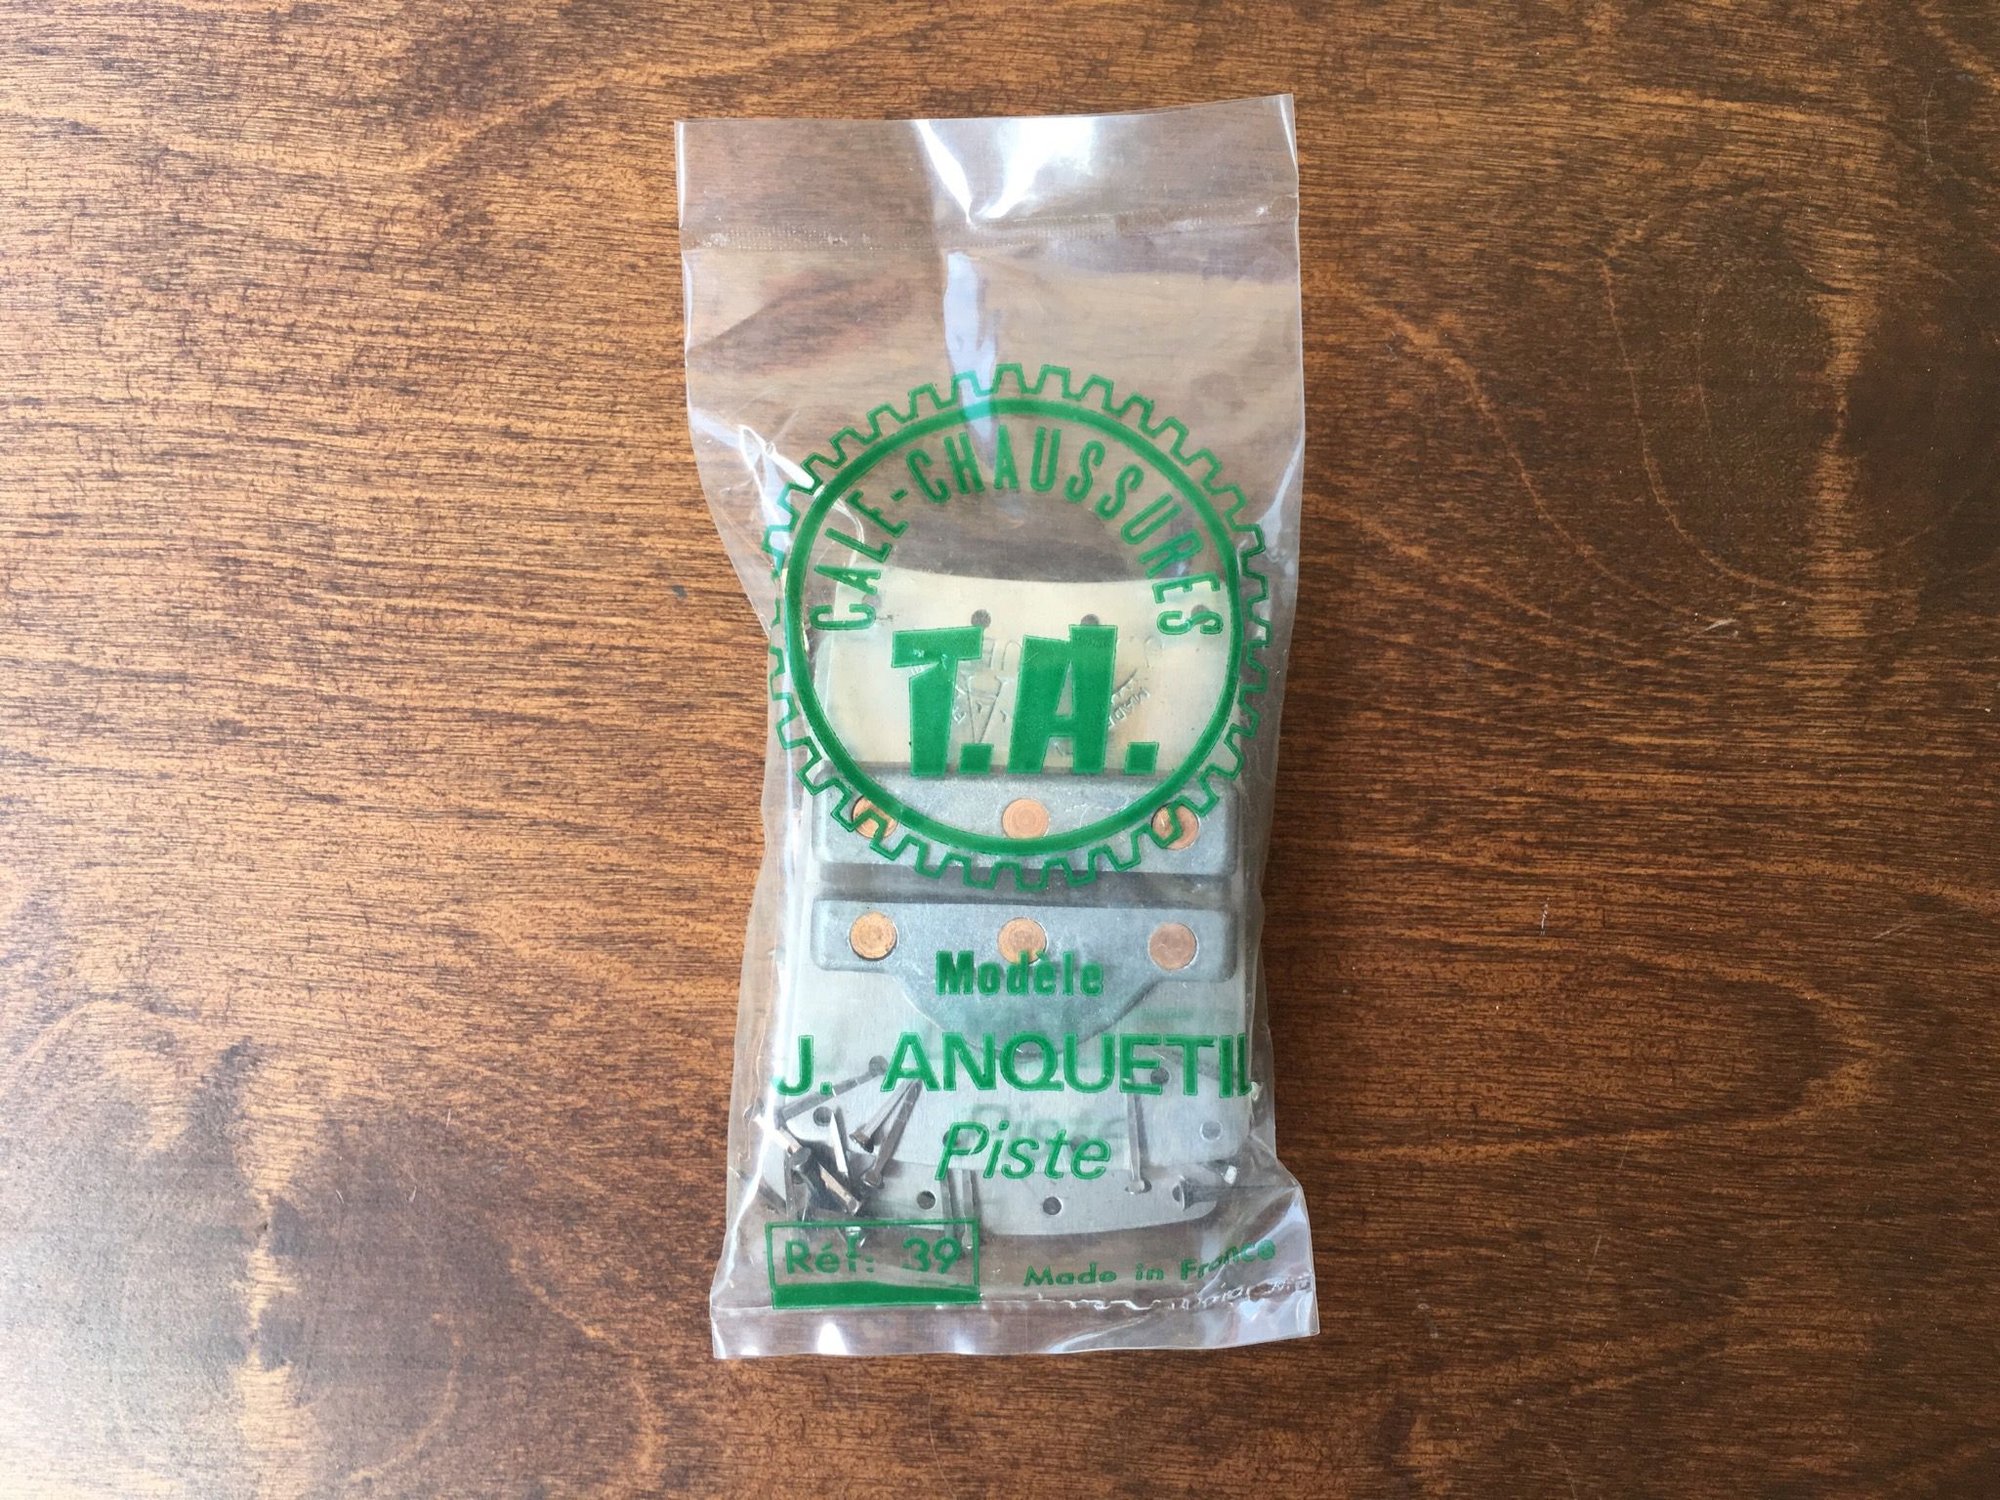 CALE-CHAUSSURES
T.A.
Modèle
J. ANQUETIL
Piste
Réf: 39
Made in France